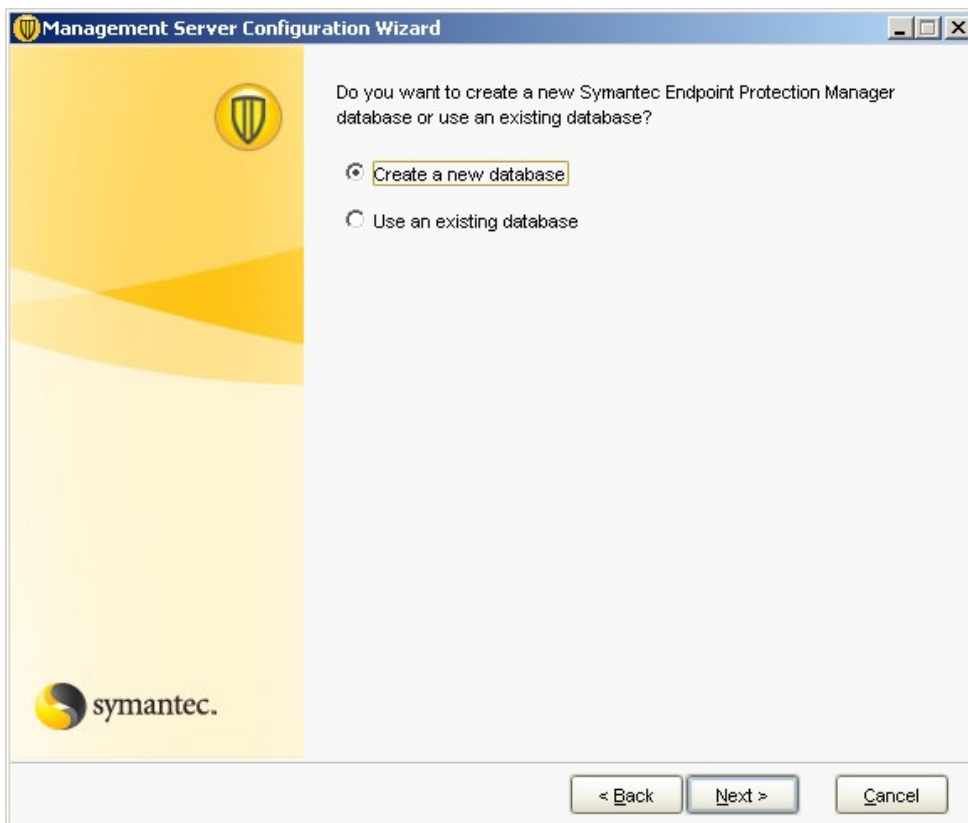 Management Server Configuration Wizard
Do you want to create a new Symantec Endpoint Protection Manager
database or use an existing database?
Create a new database
Use an existing database
symantec.
< Back
Next >
Cancel